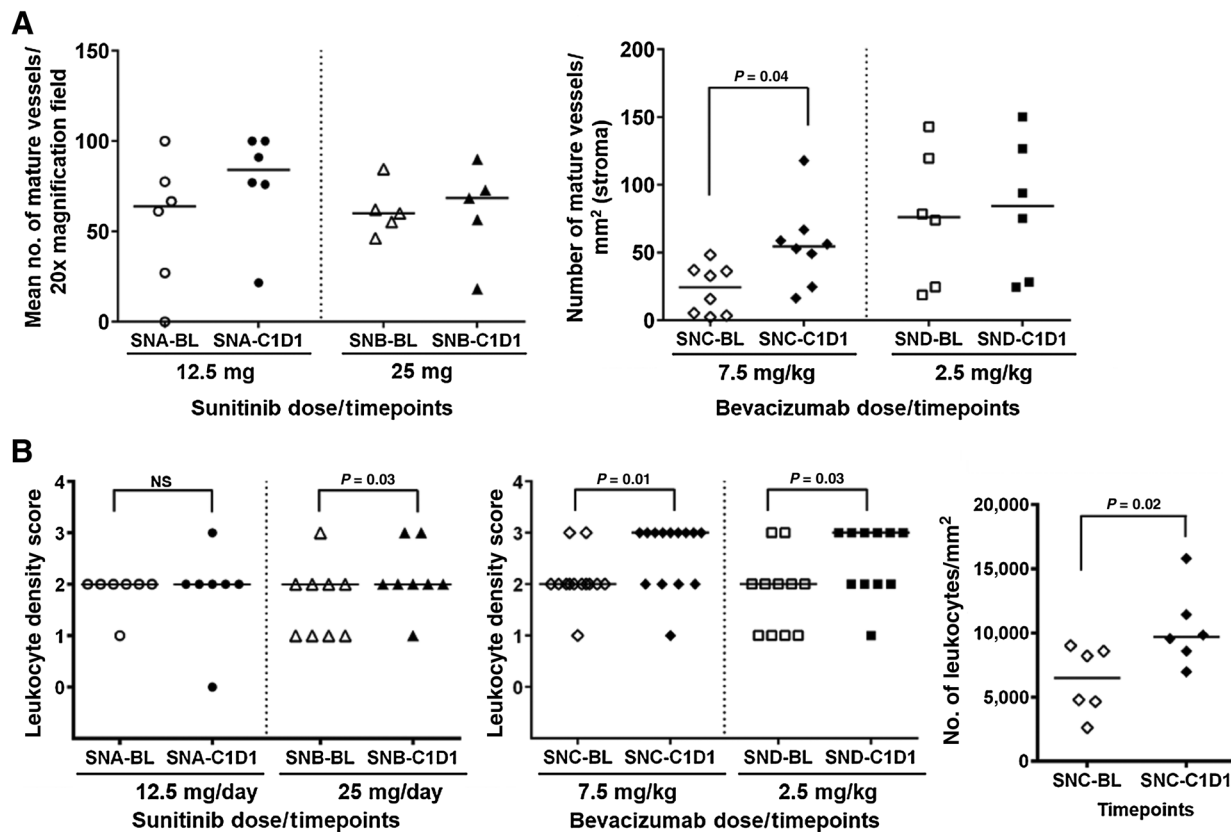 A
Mean no. of mature vessels/
20x magnification field
150
100
50
0
SNA-BL SNA-C1D1 SNB-BL SNB-C1D1
12.5 mg 25 mg
Sunitinib dose/timepoints
Number of mature vessels/
mm2 (stroma)
200
150
100
50
0
P = 0.04
SNC-BL SNC-C1D1 SND-BL SND-C1D1
7.5 mg/kg 2.5 mg/kg
Bevacizumab dose/timepoints
B
Leukocyte density score
4
3
2
1
0
NS
P = 0.03
SNA-BL SNA-C1D1 SNB-BL SNB-C1D1
12.5 mg/day 25 mg/day
Sunitinib dose/timepoints
Leukocyte density score
4
3
2
1
0
P = 0.01
P = 0.03
SNC-BL SNC-C1D1 SND-BL SND-C1D1
7.5 mg/kg 2.5 mg/kg
Bevacizumab dose/timepoints
No. of leukocytes/mm2
20,000
15,000
10,000
5,000
0
P = 0.02
SNC-BL SNC-C1D1
Timepoints